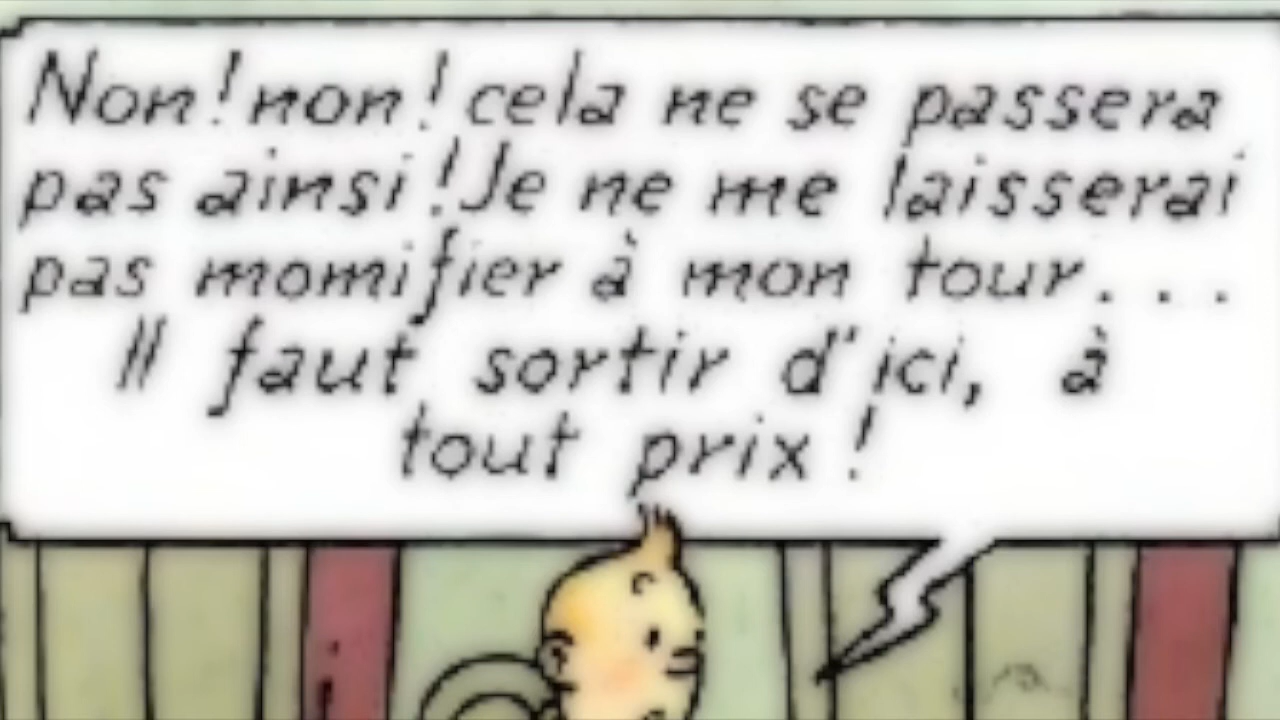 Non! non! cela ne se passera
pas ainsi! Je ne me laisserai
pas momifier à mon tour...
Il faut sortir d'ici, à
tout prix!